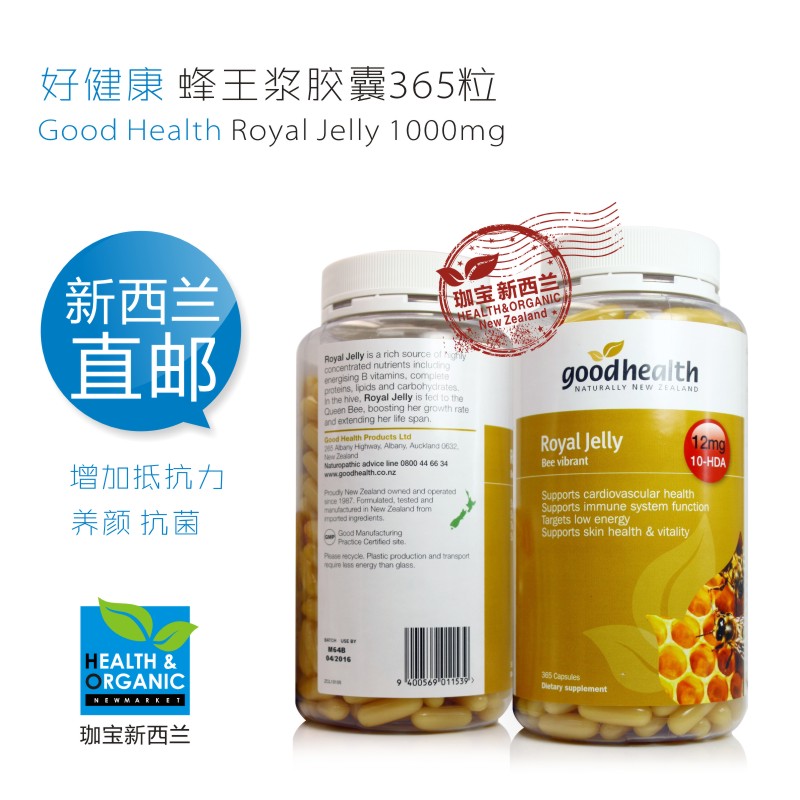 好健康 蜂王浆胶囊365粒
Good Health Royal Jelly 1000mg
新西兰
直邮
增加抵抗力
养颜 抗菌
HEALTH &
ORGANIC
NEWMARKET
珈宝新西兰
珈宝 新西兰
HEALTH&ORGANIC
New Zealand
Royal Jelly is a rich source of highly
concentrated nutrients including
energising B vitamins, complete
proteins, lipids and carbohydrates.
In the hive, Royal Jelly is fed to the
Queen Bee, boosting her growth rate
and extending her life span.
Good Health Products Ltd
265 Albany Highway, Albany, Auckland 0632,
New Zealand
Naturopathic advice line 0800 44 66 34
www.goodhealth.co.nz
Proudly New Zealand owned and operated
since 1987. Formulated, tested and
manufactured in New Zealand from
imported ingredients.
GMP
Good Manufacturing
Practice Certified site.
Please recycle. Plastic production and transport
require less energy than glass.
BATCH USE BY
M64B
04/2016
9 400569 011539
goodhealth
NATURALLY NEW ZEALAND
Royal Jelly
Bee vibrant
12mg
10-HDA
Supports cardiovascular health
Supports immune system function
Targets low energy
Supports skin health & vitality
365 Capsules
Dietary supplement